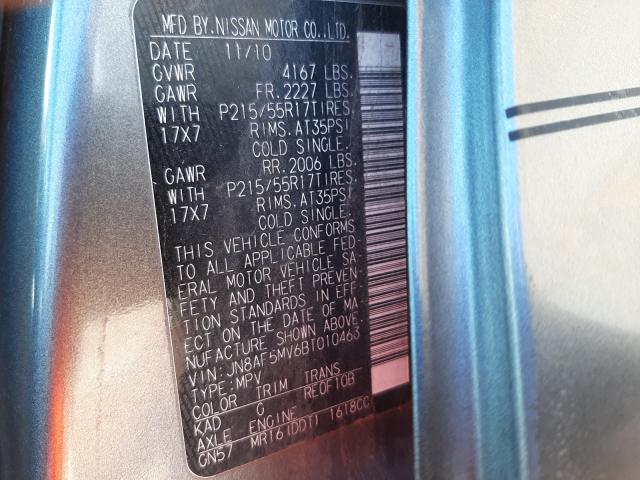 MFD BY.NISSAN MOTOR CO.,LTD.
DATE 11/10
GVWR 4167 LBS.
GAWR FR. 2227 LBS.
WITH P215/55R17TIRES.
17X7 RIMS.AT35PSI
COLD SINGLE.
GAWR RR. 2006 LBS.
WITH P215/55R17TIRES.
17X7 RIMS.AT35PSI
COLD SINGLE.
THIS VEHICLE CONFORMS
TO ALL APPLICABLE FED-
ERAL MOTOR VEHICLE SA-
FETY AND THEFT PREVEN-
TION STANDARDS IN EFF-
ECT ON THE DATE OF MA-
NUFACTURE SHOWN ABOVE.
VIN: JN8AF5MV6BT010463
TYPE: MPV
COLOR TRIM TRANS
KAD G RE0F10B
AXLE ENGINE
GN57 MR16(DDT) 1618CC